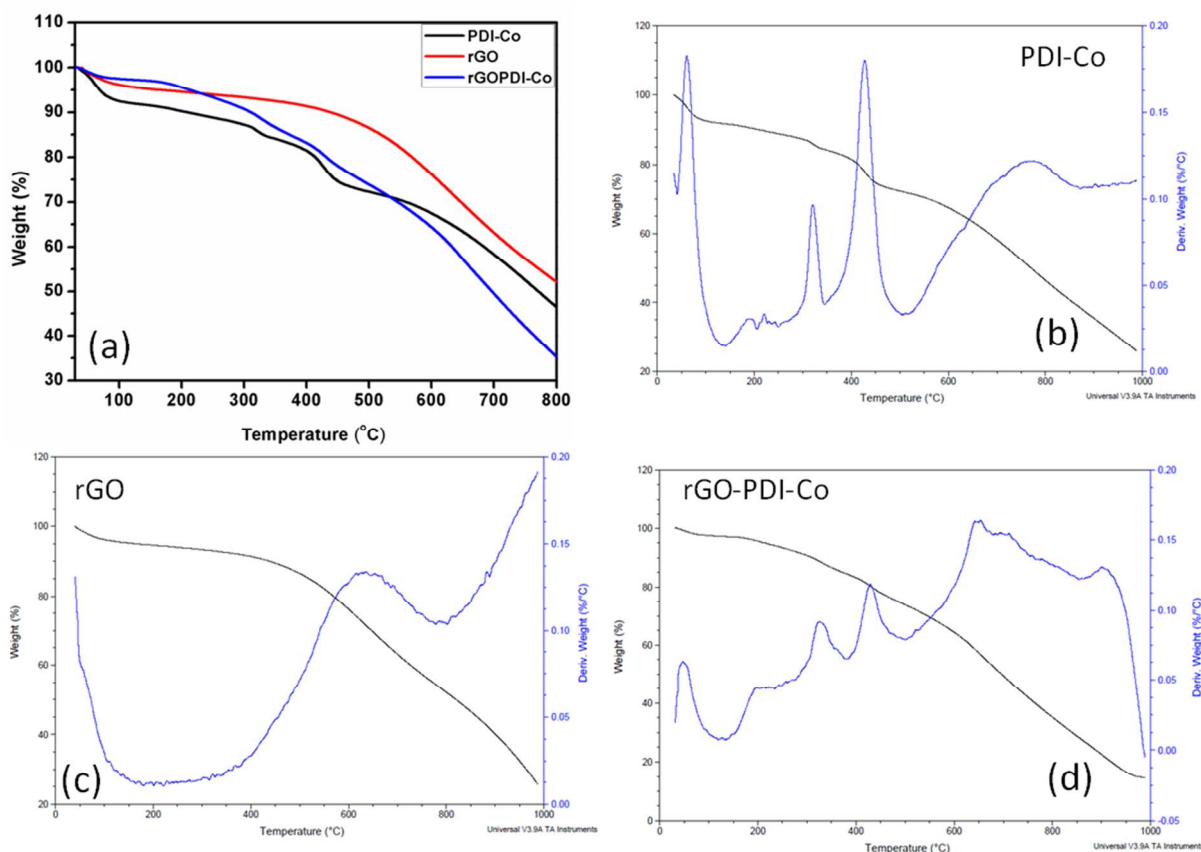 110
100
90
80
70
60
50
40
30
Weight (%)
PDI-Co
rGO
rGOPDI-Co
(a)
100 200 300 400 500 600 700 800
Temperature (°C)
120
100
80
60
40
20
Weight (%)
PDI-Co
(b)
0.20
0.15
0.10
0.05
0.00
Deriv. Weight (%/°C)
0 200 400 600 800 1000
Temperature (°C)
Universal V3.9A TA Instruments
120
100
80
60
40
20
Weight (%)
rGO
(c)
0.20
0.15
0.10
0.05
0.00
Deriv. Weight (%/°C)
0 200 400 600 800 1000
Temperature (°C)
Universal V3.9A TA Instruments
120
100
80
60
40
20
0
Weight (%)
rGO-PDI-Co
(d)
0.20
0.15
0.10
0.05
0.00
-0.05
Deriv. Weight (%/°C)
0 200 400 600 800 1000
Temperature (°C)
Universal V3.9A TA Instruments